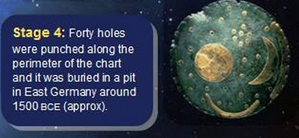 Stage 4: Forty holes
were punched along the
perimeter of the chart
and it was buried in a pit
in East Germany around
1500 BCE (approx).